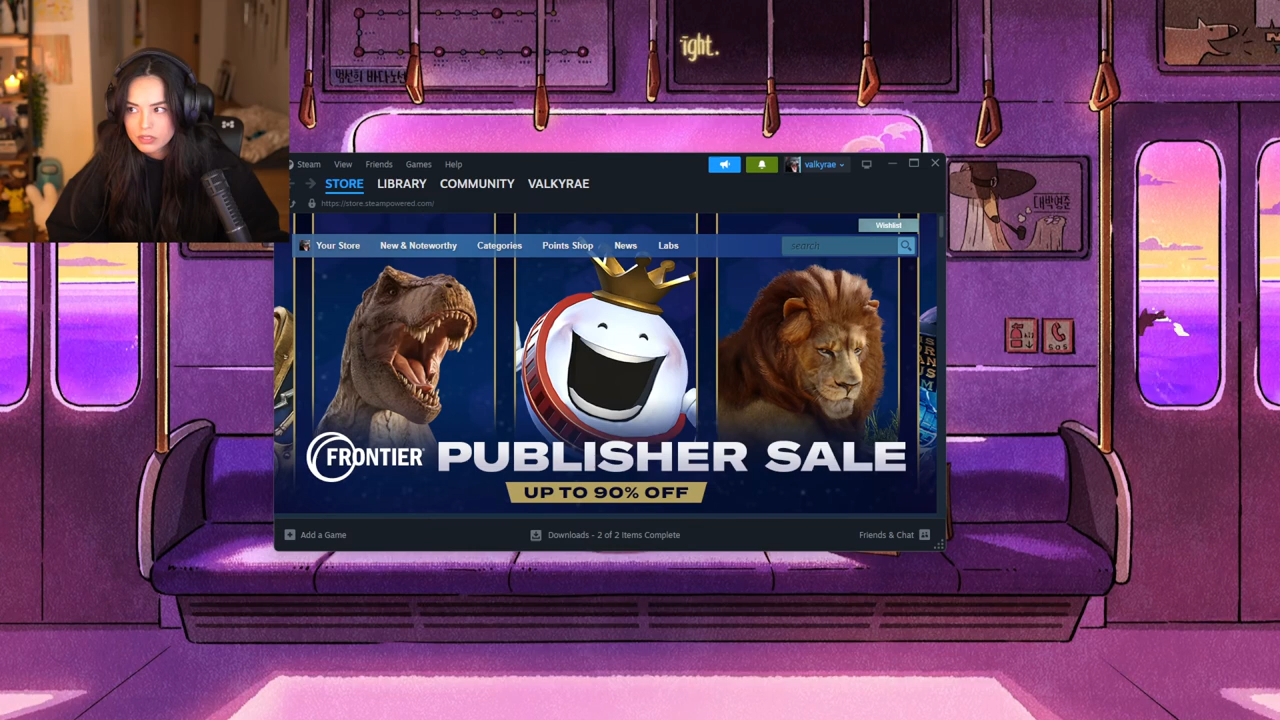 ight.
Steam View Friends Games Help
valkyrae
STORE LIBRARY COMMUNITY VALKYRAE
https://store.steampowered.com/
Wishlist
Your Store New & Noteworthy Categories Points Shop News Labs
search
FRONTIER PUBLISHER SALE
UP TO 90% OFF
Add a Game
Downloads - 2 of 2 Items Complete
Friends & Chat
SOS